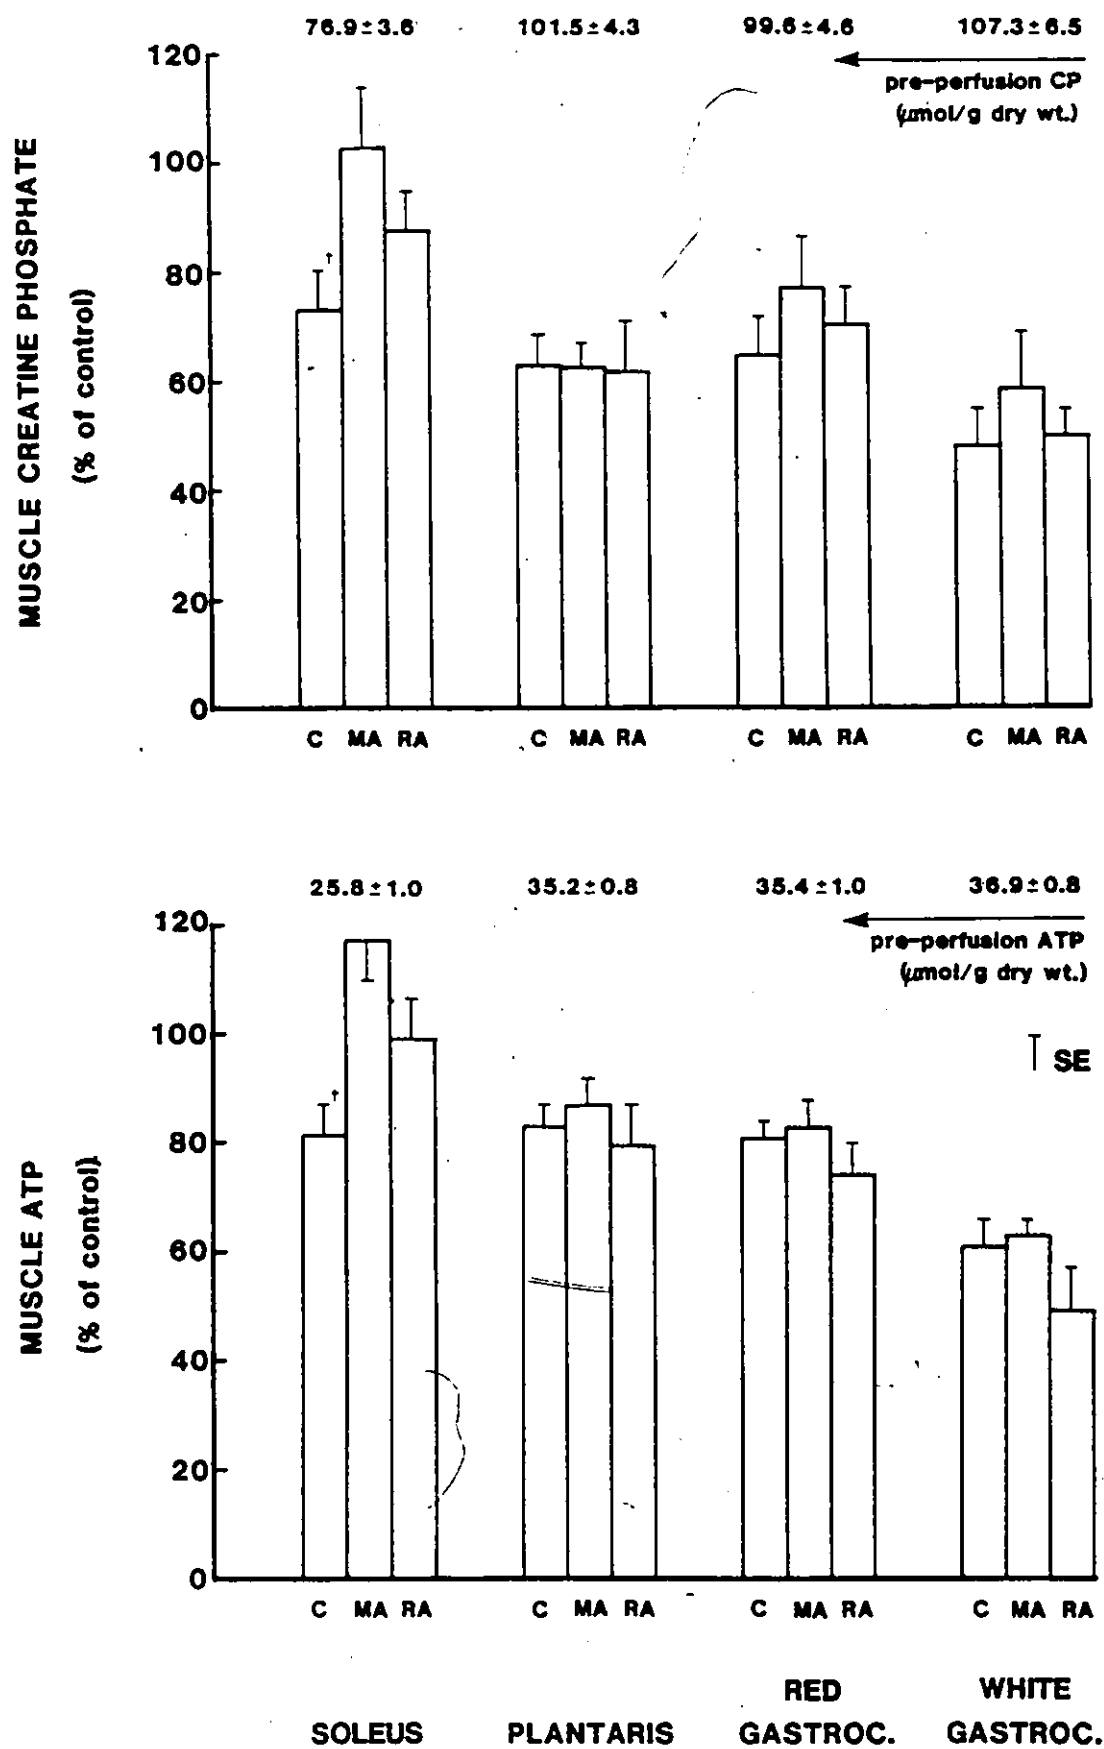 76.9±3.6 101.5±4.3 99.6±4.6 107.3±6.5
pre-perfusion CP
(μmol/g dry wt.)
MUSCLE CREATINE PHOSPHATE
(% of control)
120
100
80
60
40
20
0
†
C MA RA C MA RA C MA RA C MA RA
25.8±1.0 35.2±0.8 35.4±1.0 36.9±0.8
pre-perfusion ATP
(μmol/g dry wt.)
SE
MUSCLE ATP
(% of control)
120
100
80
60
40
20
0
†
C MA RA C MA RA C MA RA C MA RA
SOLEUS PLANTARIS RED GASTROC. WHITE GASTROC.